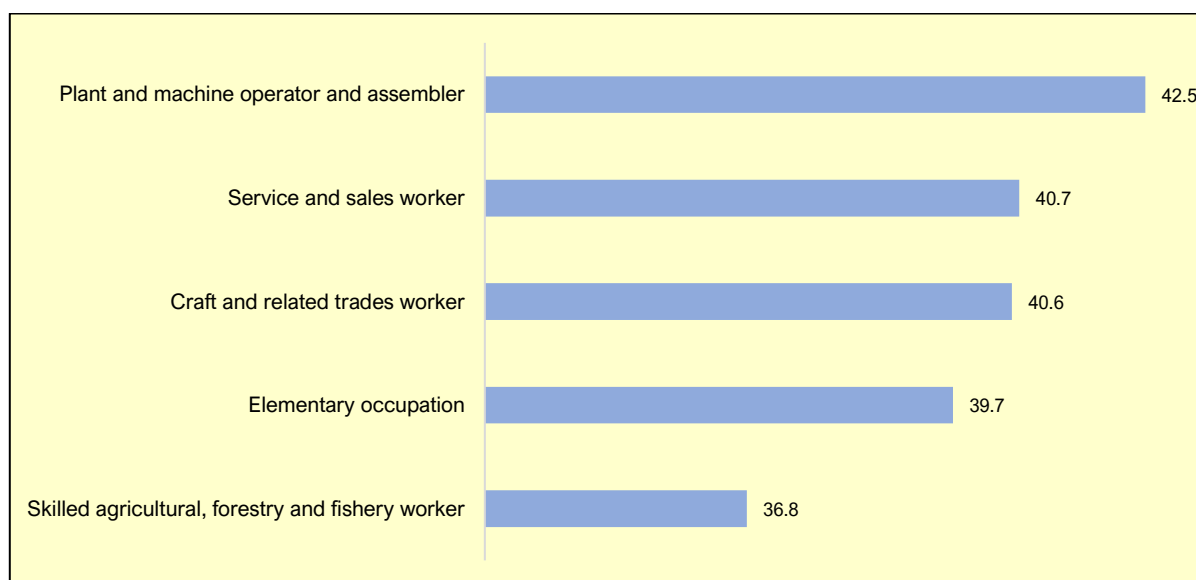 Plant and machine operator and assembler 42.5
Service and sales worker 40.7
Craft and related trades worker 40.6
Elementary occupation 39.7
Skilled agricultural, forestry and fishery worker 36.8